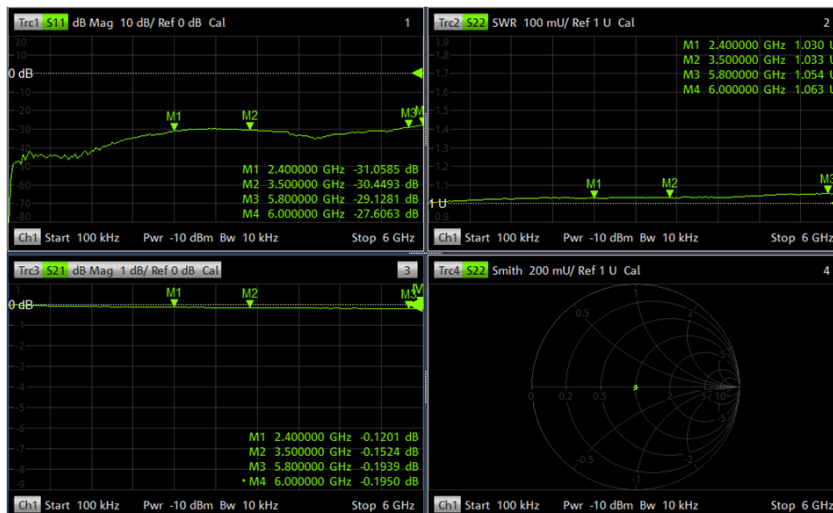 Trc1 S11 dB Mag 10 dB/ Ref 0 dB Cal 1
20
10
0 dB
-10
-20
-30
-40
-50
-60
-70
-80
M1 M2 M3 M
M1 2.400000 GHz -31.0585 dB
M2 3.500000 GHz -30.4493 dB
M3 5.800000 GHz -29.1281 dB
M4 6.000000 GHz -27.6063 dB
Ch1 Start 100 kHz Pwr -10 dBm Bw 10 kHz Stop 6 GHz
Trc2 S22 SWR 100 mU/ Ref 1 U Cal 2
M1 2.400000 GHz 1.030 U
M2 3.500000 GHz 1.033 U
M3 5.800000 GHz 1.054 U
M4 6.000000 GHz 1.063 U
1.9
1.8
1.7
1.6
1.5
1.4
1.3
1.2
1.1
1 U
0.9
M1 M2 M3
Ch1 Start 100 kHz Pwr -10 dBm Bw 10 kHz Stop 6 GHz
Trc3 S21 dB Mag 1 dB/ Ref 0 dB Cal 3
1
0 dB
-1
-2
-3
-4
-5
-6
-7
-8
-9
M1 M2 M3
M1 2.400000 GHz -0.1201 dB
M2 3.500000 GHz -0.1524 dB
M3 5.800000 GHz -0.1939 dB
• M4 6.000000 GHz -0.1950 dB
Ch1 Start 100 kHz Pwr -10 dBm Bw 10 kHz Stop 6 GHz
Trc4 S22 Smith 200 mU/ Ref 1 U Cal 4
1
0.5 2
5
0 0.2 0.5 1 2 5 10
-5
-0.5 -2
-1
Ch1 Start 100 kHz Pwr -10 dBm Bw 10 kHz Stop 6 GHz